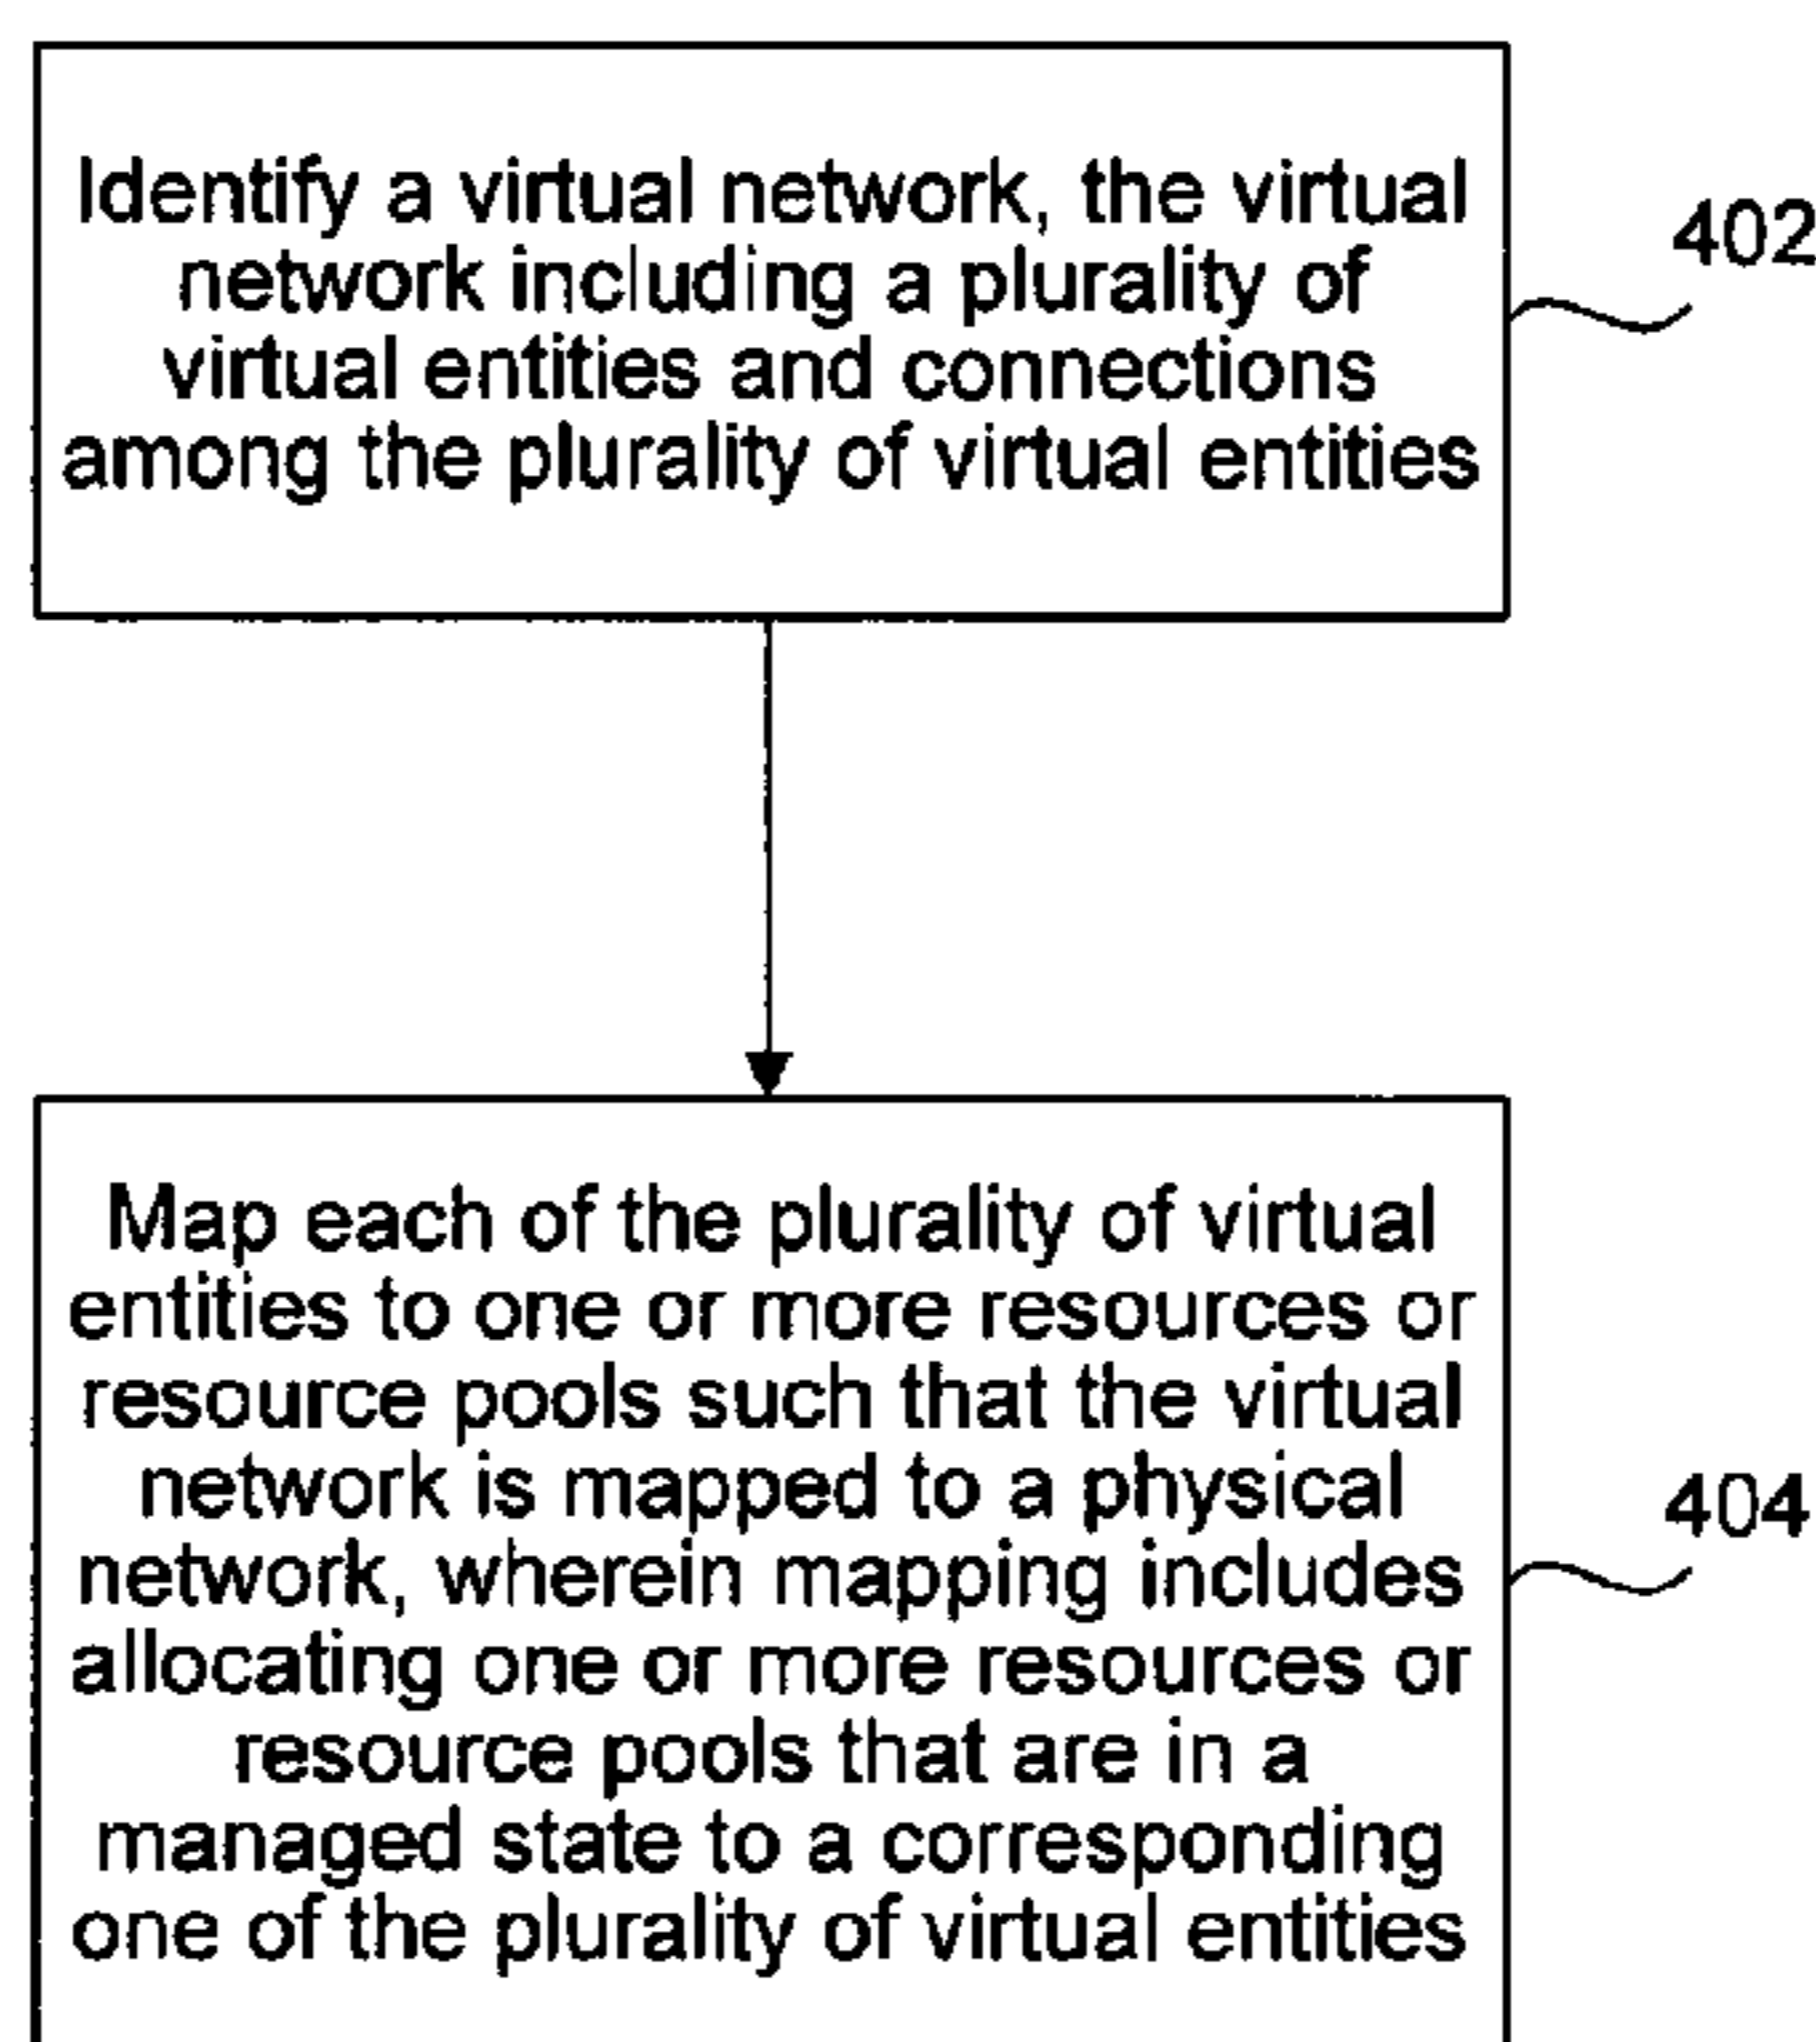 Identify a virtual network, the virtual
network including a plurality of
virtual entities and connections
among the plurality of virtual entities
402
Map each of the plurality of virtual
entities to one or more resources or
resource pools such that the virtual
network is mapped to a physical
network, wherein mapping includes
allocating one or more resources or
resource pools that are in a
managed state to a corresponding
one of the plurality of virtual entities
404